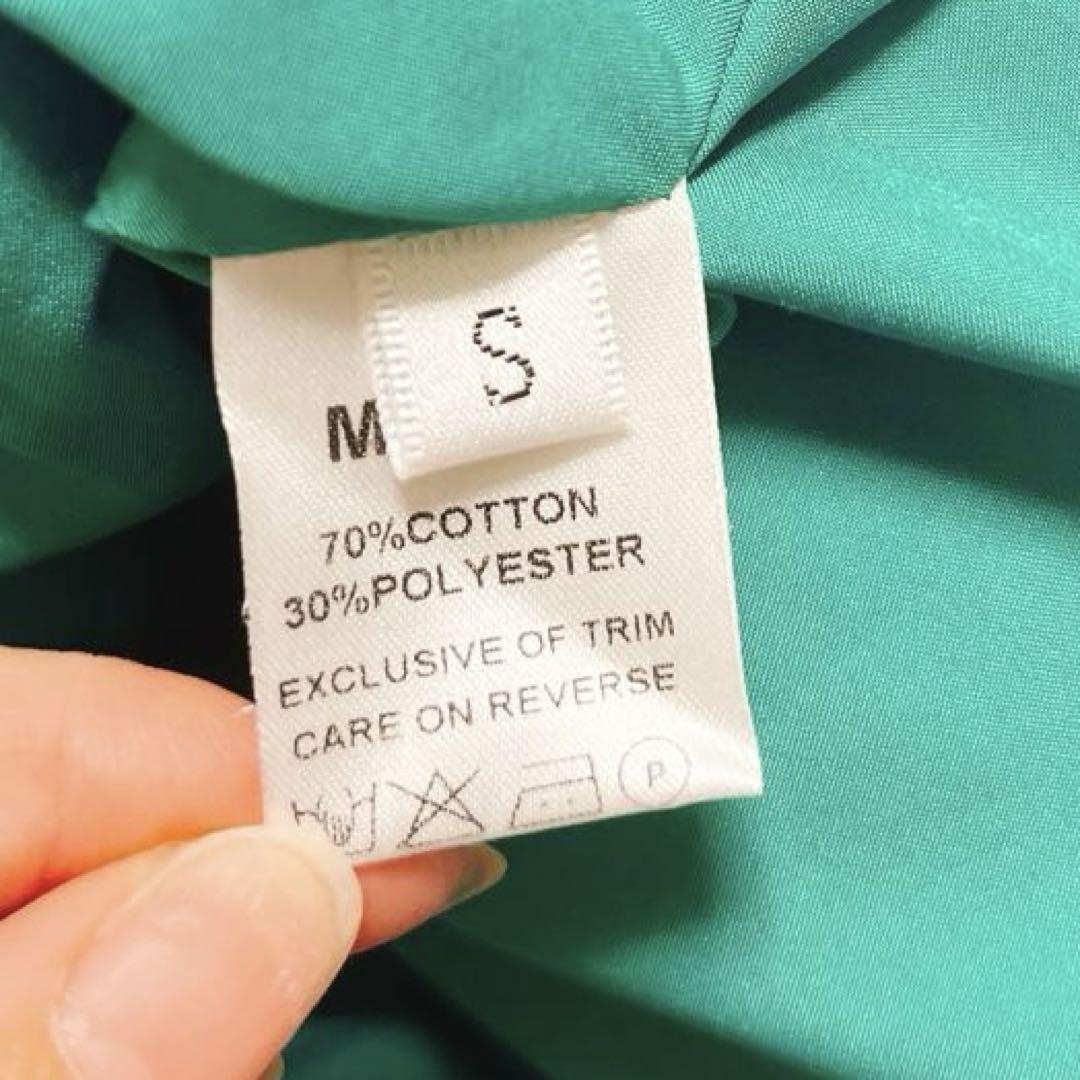 S
M
70%COTTON
30%POLYESTER
EXCLUSIVE OF TRIM
CARE ON REVERSE
P